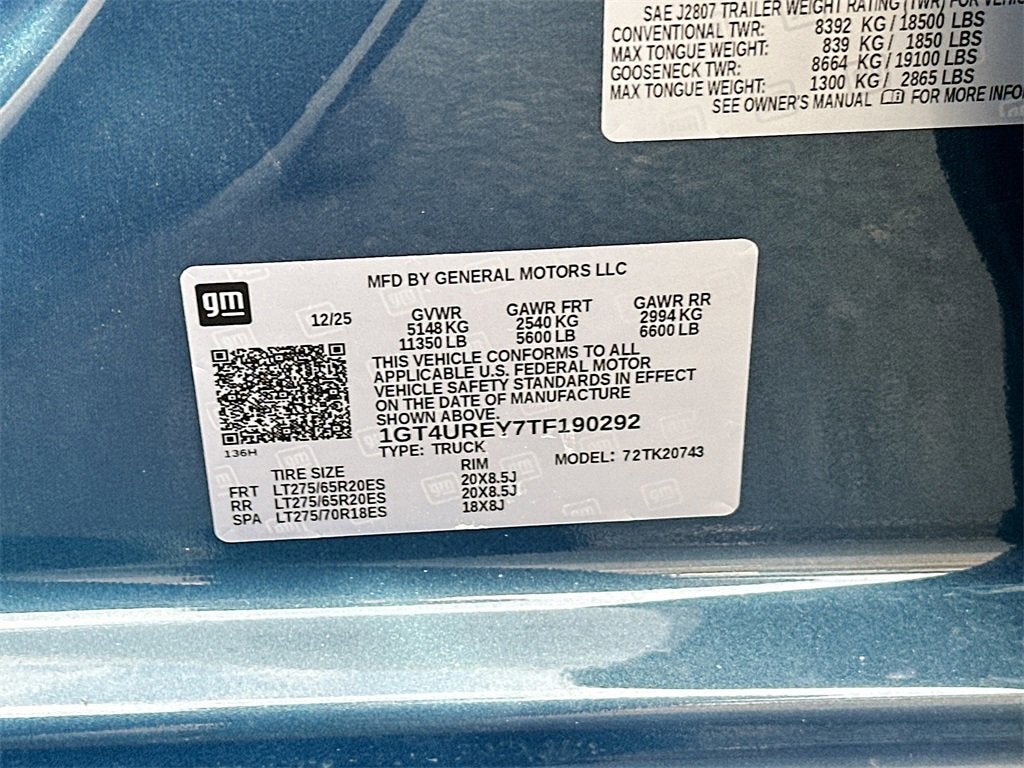 SAE J2807 TRAILER WEIGHT RATING (TWR) FOR
CONVENTIONAL TWR: 8392 KG / 18500 LBS
MAX TONGUE WEIGHT: 839 KG / 1850 LBS
GOOSENECK TWR: 8664 KG / 19100 LBS
MAX TONGUE WEIGHT: 1300 KG / 2865 LBS
SEE OWNER'S MANUAL FOR MORE
gm
MFD BY GENERAL MOTORS LLC
12/25
GVWR GAWR FRT GAWR RR
5148 KG 2540 KG 2994 KG
11350 LB 5600 LB 6600 LB
THIS VEHICLE CONFORMS TO ALL
APPLICABLE U.S. FEDERAL MOTOR
VEHICLE SAFETY STANDARDS IN EFFECT
ON THE DATE OF MANUFACTURE
SHOWN ABOVE.
1GT4UREY7TF190292
136H
TYPE: TRUCK MODEL: 72TK20743
TIRE SIZE RIM
FRT LT275/65R20ES 20X8.5J
RR LT275/65R20ES 20X8.5J
SPA LT275/70R18ES 18X8J